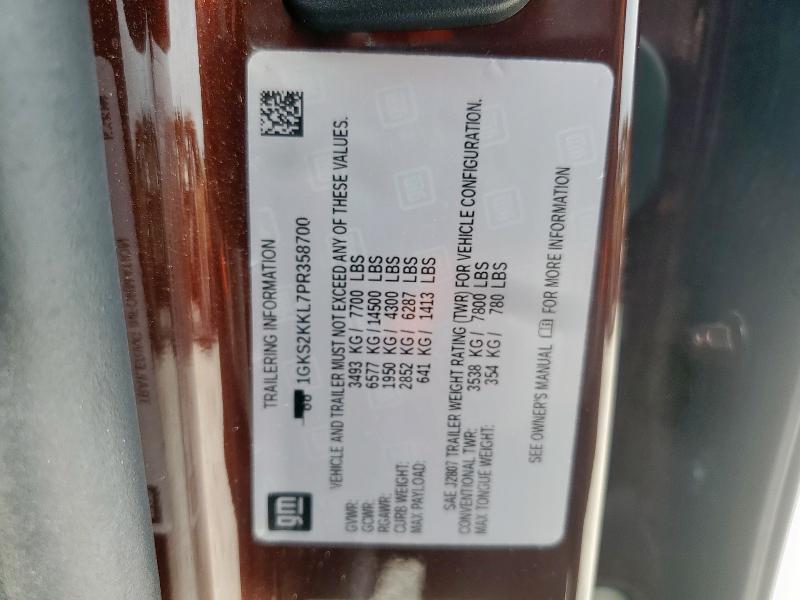 gm
TRAILERING INFORMATION
1GKS2KKL7PR358700
VEHICLE AND TRAILER MUST NOT EXCEED ANY OF THESE VALUES.
GVWR: 3493 KG / 7700 LBS
GCWR: 6577 KG / 14500 LBS
RGAWR: 1950 KG / 4300 LBS
CURB WEIGHT: 2852 KG / 6287 LBS
MAX PAYLOAD: 641 KG / 1413 LBS
SAE J2807 TRAILER WEIGHT RATING (TWR) FOR VEHICLE CONFIGURATION.
CONVENTIONAL TWR: 3538 KG / 7800 LBS
MAX TONGUE WEIGHT: 354 KG / 780 LBS
SEE OWNER'S MANUAL FOR MORE INFORMATION